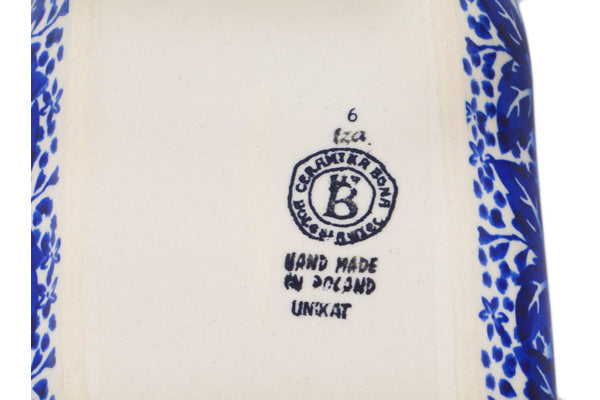 6
Iza
CERAMIKA BONA
BOLESŁAWIEC
B
HAND MADE
IN POLAND
UNIKAT